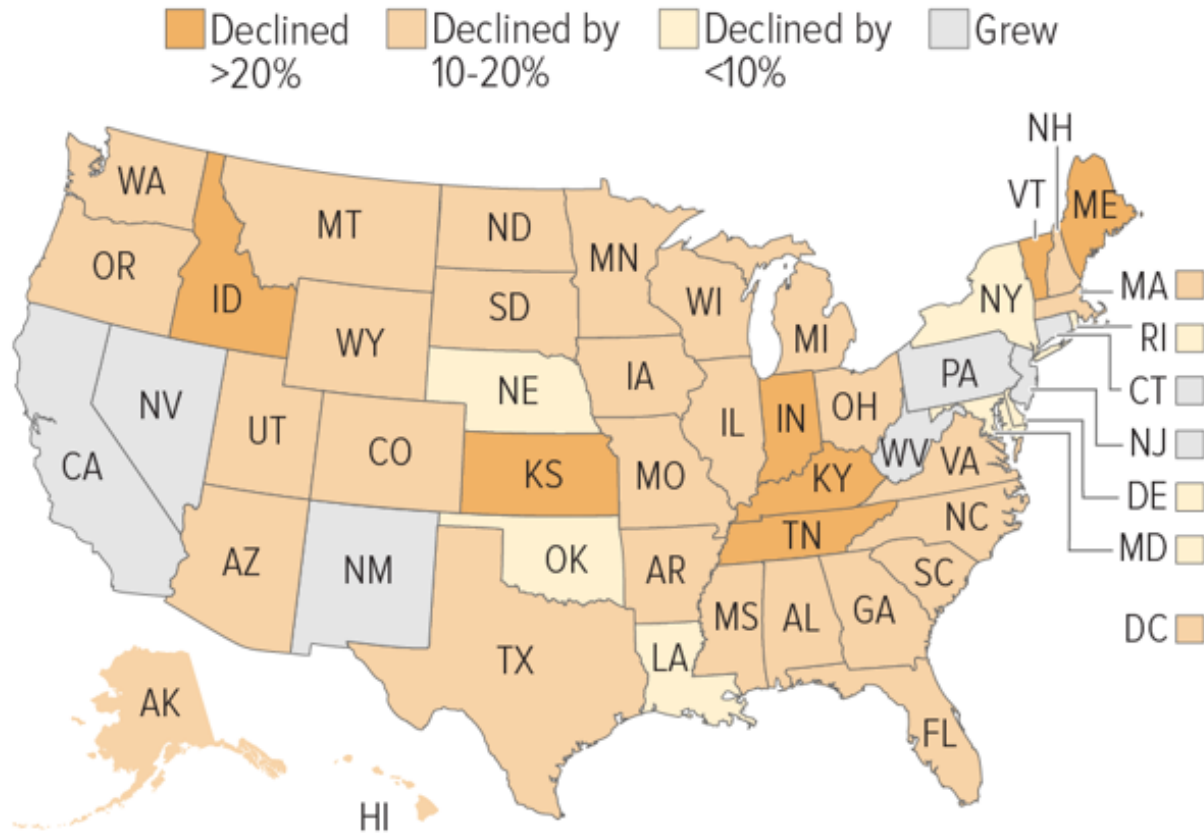 Declined >20%
Declined by 10-20%
Declined by <10%
Grew
NH
VT
ME
WA
MT
ND
MN
OR
ID
SD
WI
NY
MA
WY
MI
RI
IA
PA
CT
NE
NV
UT
CO
IL
IN
OH
NJ
CA
KS
MO
KY
WV
VA
DE
NC
TN
MD
AZ
NM
OK
AR
SC
MS
AL
GA
DC
TX
LA
AK
FL
HI